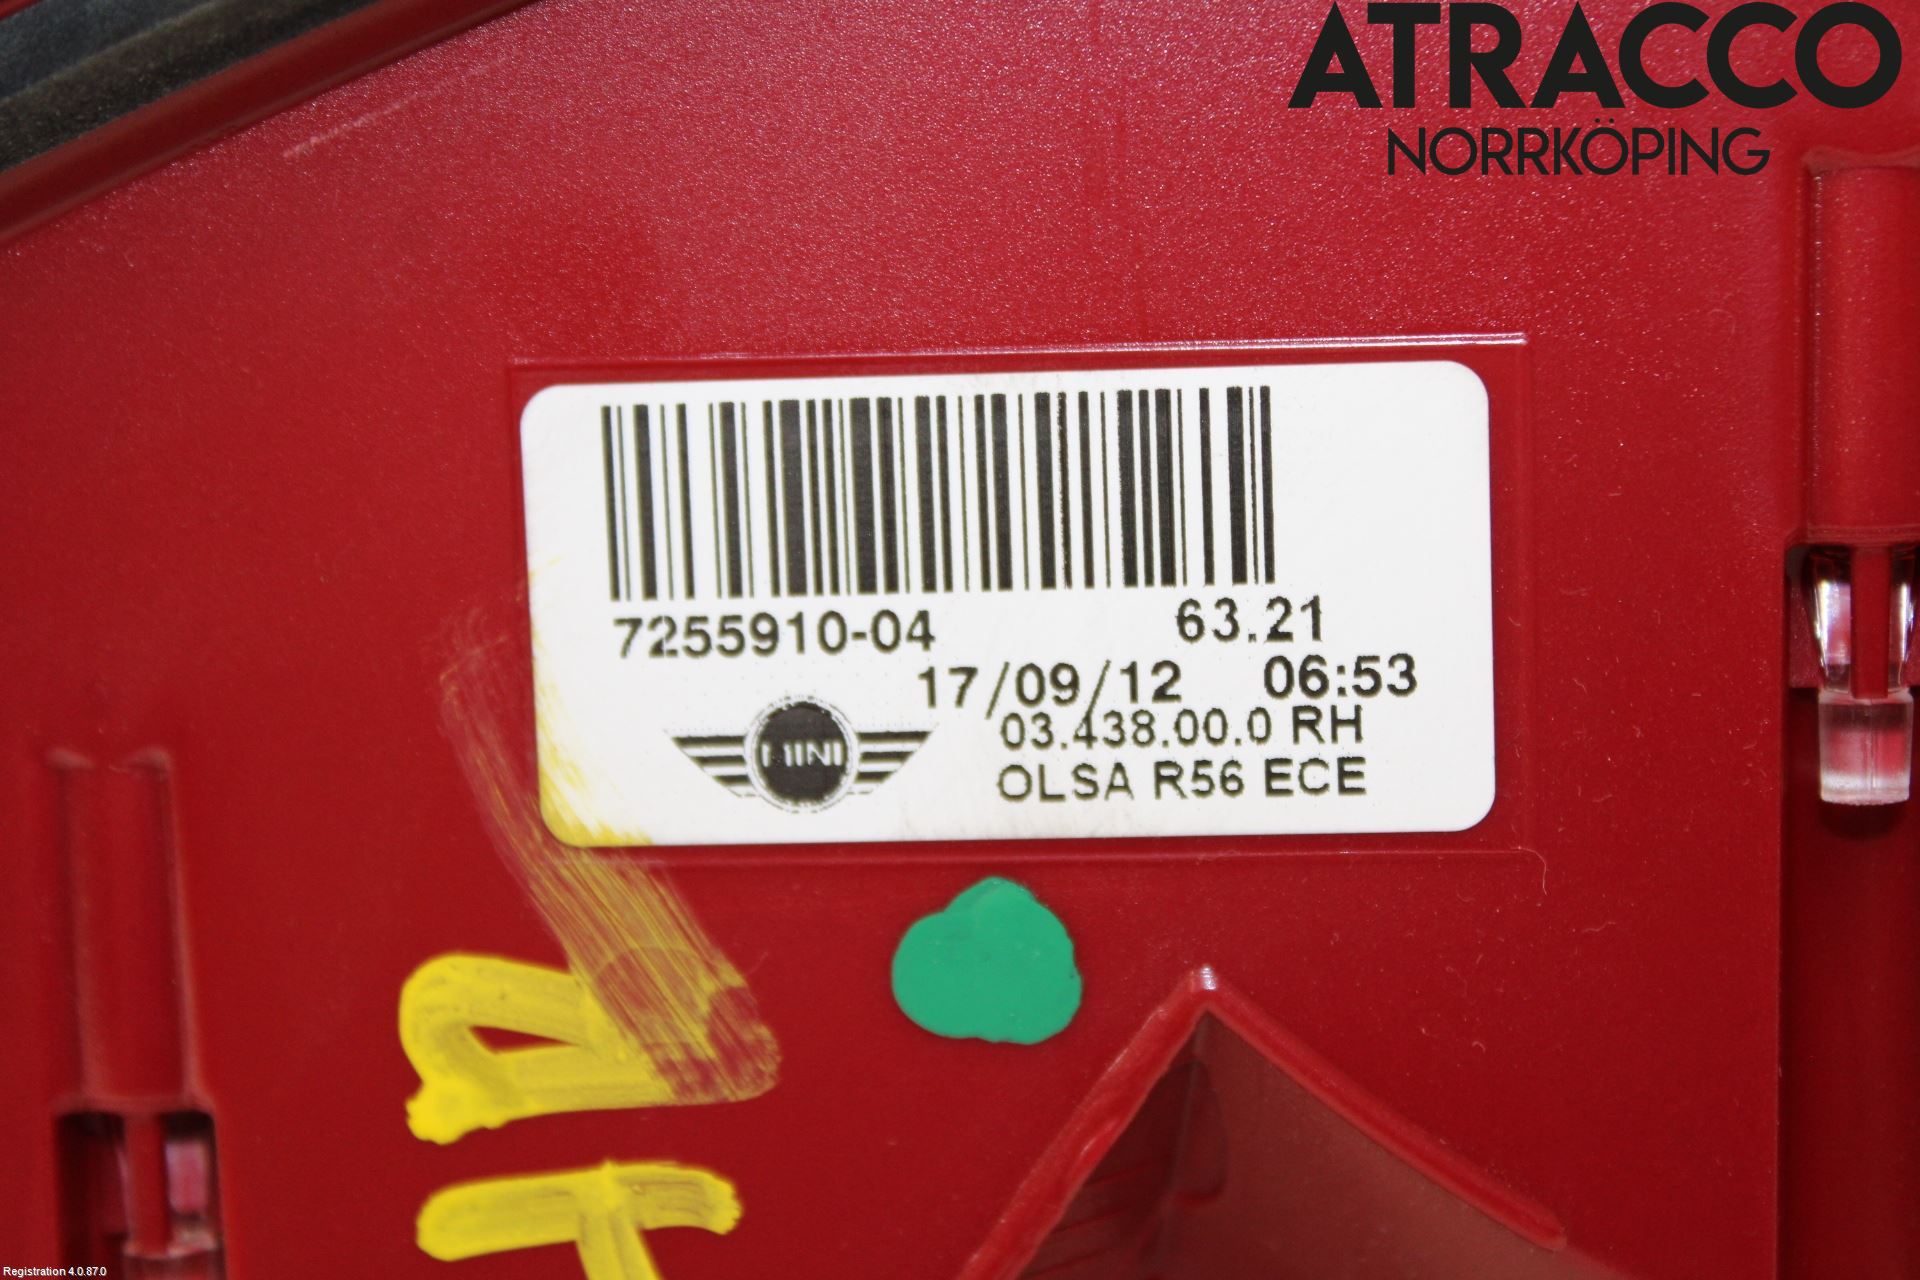 ATRACCO
NORRKÖPING
7255910-04 63.21
17/09/12 06:53
03.438.00.0 RH
MINI
OLSA R56 ECE
Registration 4.0.87.0